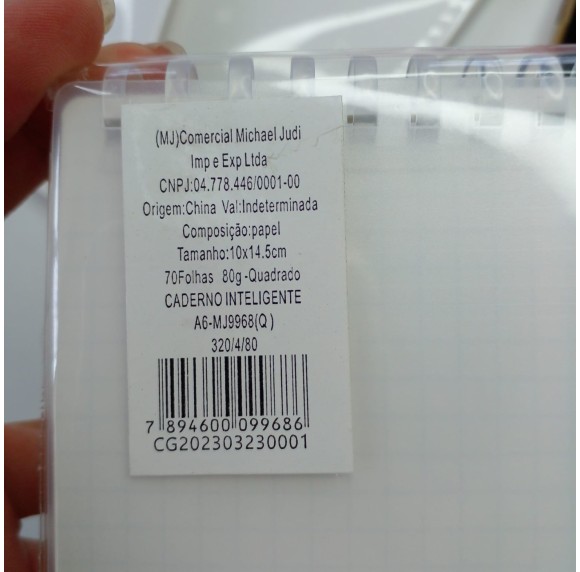 (MJ)Comercial Michael Judi
Imp e Exp Ltda
CNPJ:04.778.446/0001-00
Origem:China Val:Indeterminada
Composição:papel
Tamanho:10x14.5cm
70Folhas 80g-Quadrado
CADERNO INTELIGENTE
A6-MJ9968(Q)
320/4/80
7 894600 099686
CG202303230001